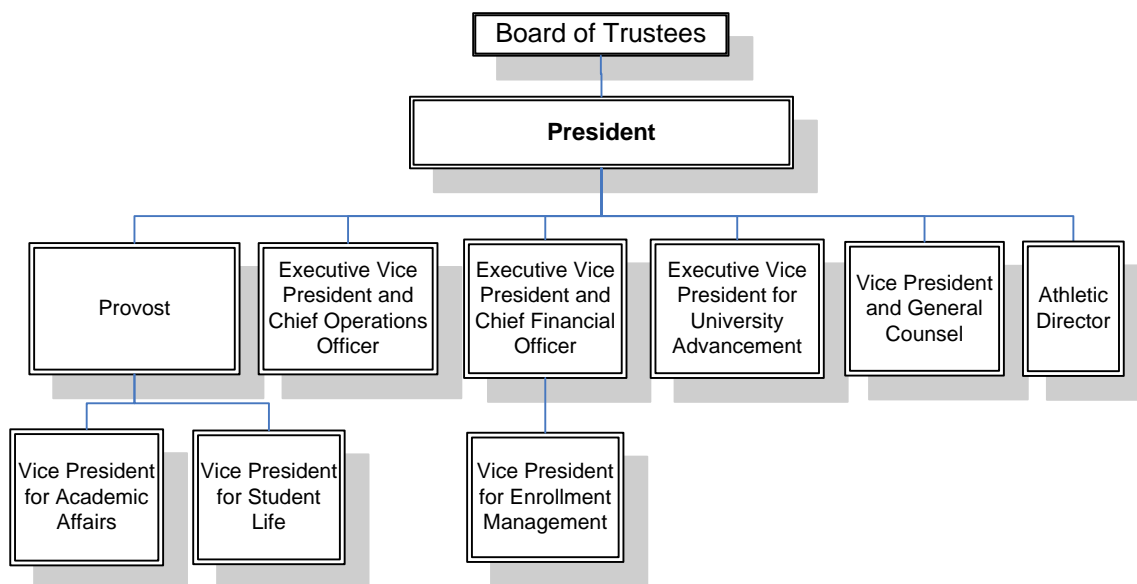 Board of Trustees
President
Provost
Executive Vice
President and
Chief Operations
Officer
Executive Vice
President and
Chief Financial
Officer
Executive Vice
President for
University
Advancement
Vice President
and General
Counsel
Athletic
Director
Vice President
for Academic
Affairs
Vice President
for Student
Life
Vice President
for Enrollment
Management